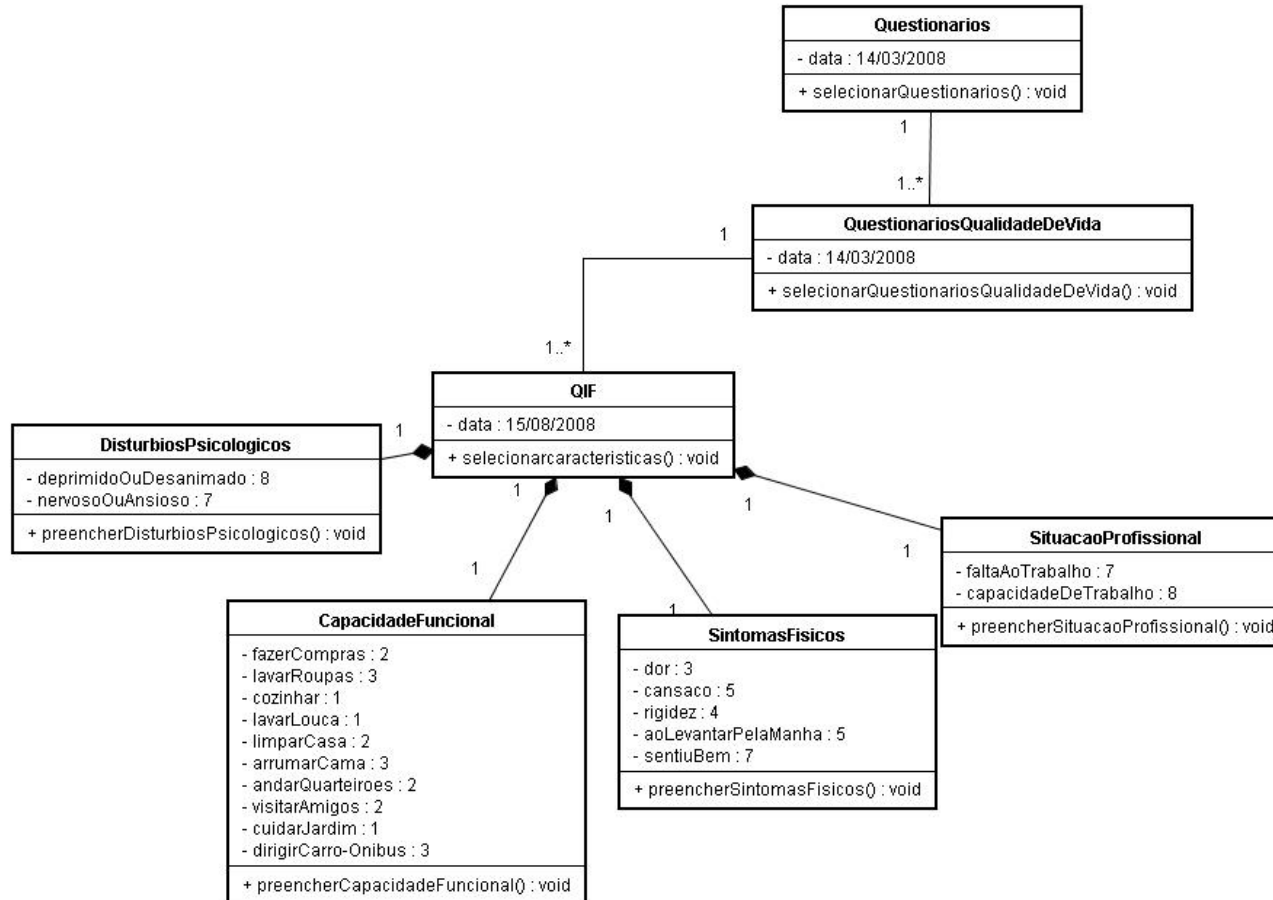 Questionarios
- data : 14/03/2008
+ selecionarQuestionarios() : void
1
1..*
QuestionariosQualidadeDeVida
- data : 14/03/2008
+ selecionarQuestionariosQualidadeDeVida() : void
1
1..*
QIF
- data : 15/08/2008
+ selecionarcaracteristicas() : void
1
DisturbiosPsicologicos
- deprimidoOuDesanimado : 8
- nervosoOuAnsioso : 7
+ preencherDisturbiosPsicologicos() : void
1
1
1
1
CapacidadeFuncional
- fazerCompras : 2
- lavarRoupas : 3
- cozinhar : 1
- lavarLouca : 1
- limparCasa : 2
- arrumarCama : 3
- andarQuarteiroes : 2
- visitarAmigos : 2
- cuidarJardim : 1
- dirigirCarro-Onibus : 3
+ preencherCapacidadeFuncional() : void
1
SintomasFisicos
- dor : 3
- cansaco : 5
- rigidez : 4
- aoLevantarPelaManha : 5
- sentiuBem : 7
+ preencherSintomasFisicos() : void
1
SituacaoProfissional
- faltaAoTrabalho : 7
- capacidadeDeTrabalho : 8
+ preencherSituacaoProfissional() : void